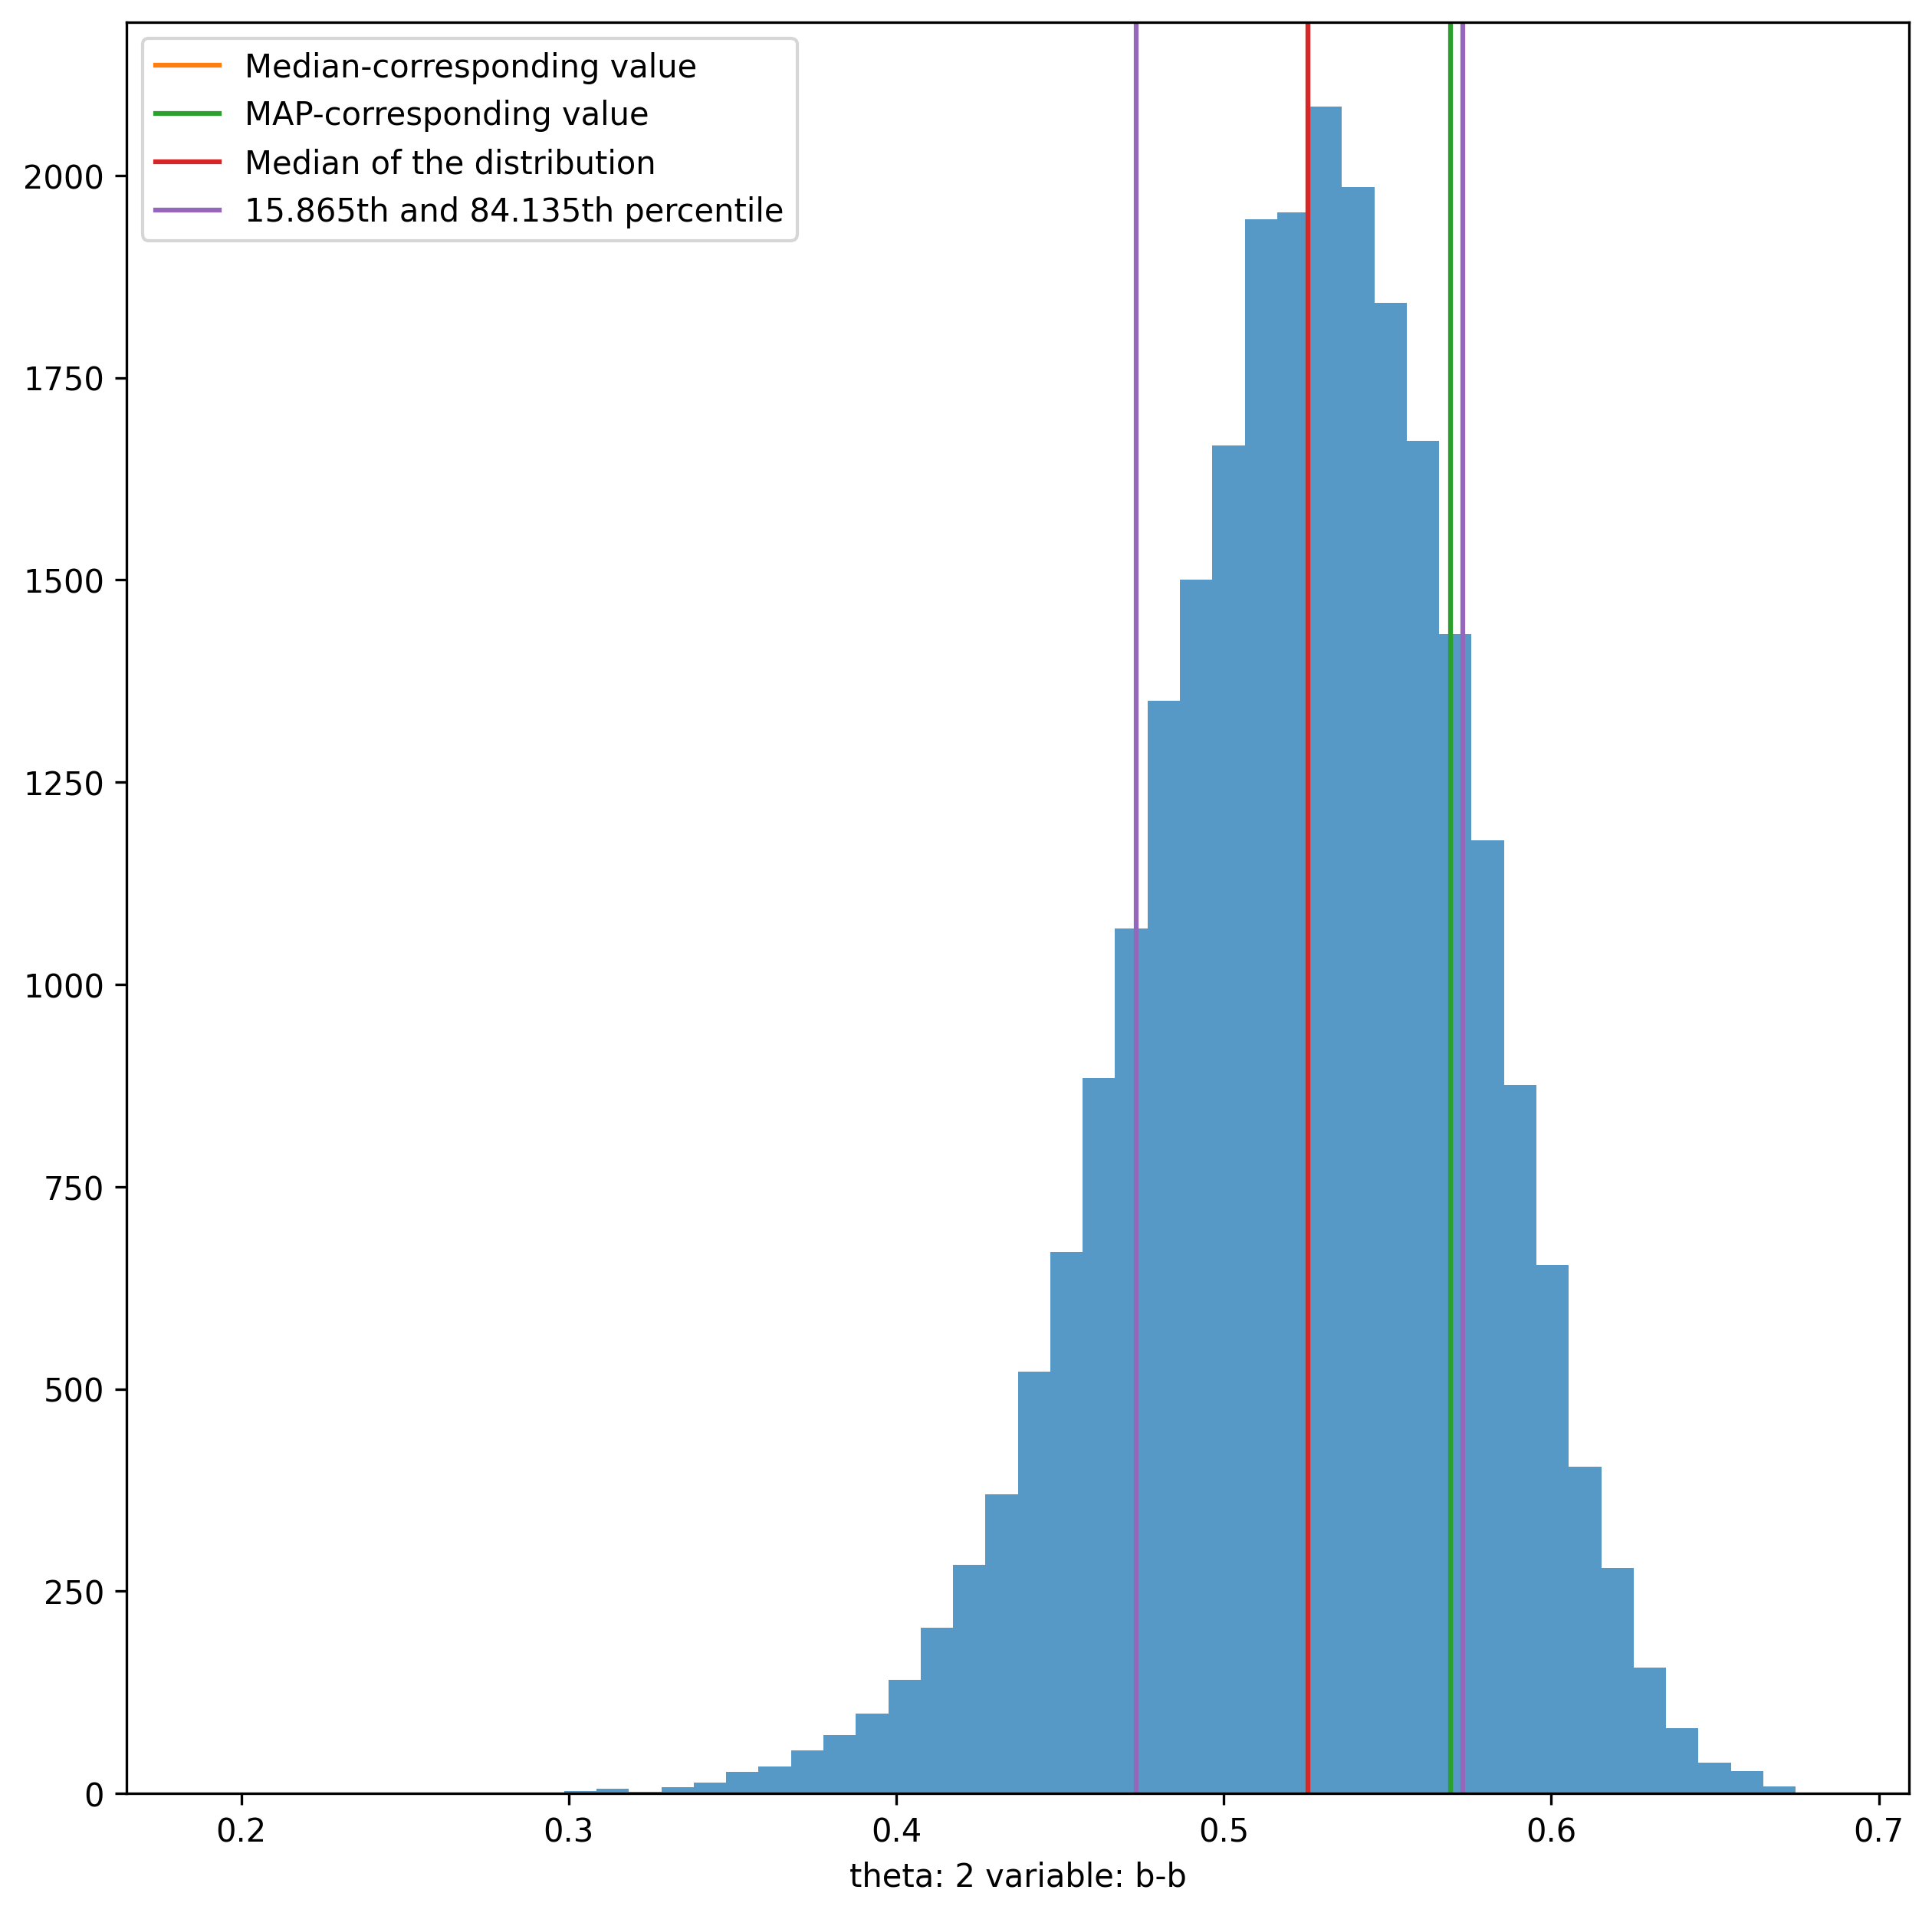 Median-corresponding value
MAP-corresponding value
Median of the distribution
15.865th and 84.135th percentile
2000
1750
1500
1250
1000
750
500
250
0
0.2 0.3 0.4 0.5 0.6 0.7
theta: 2 variable: b-b